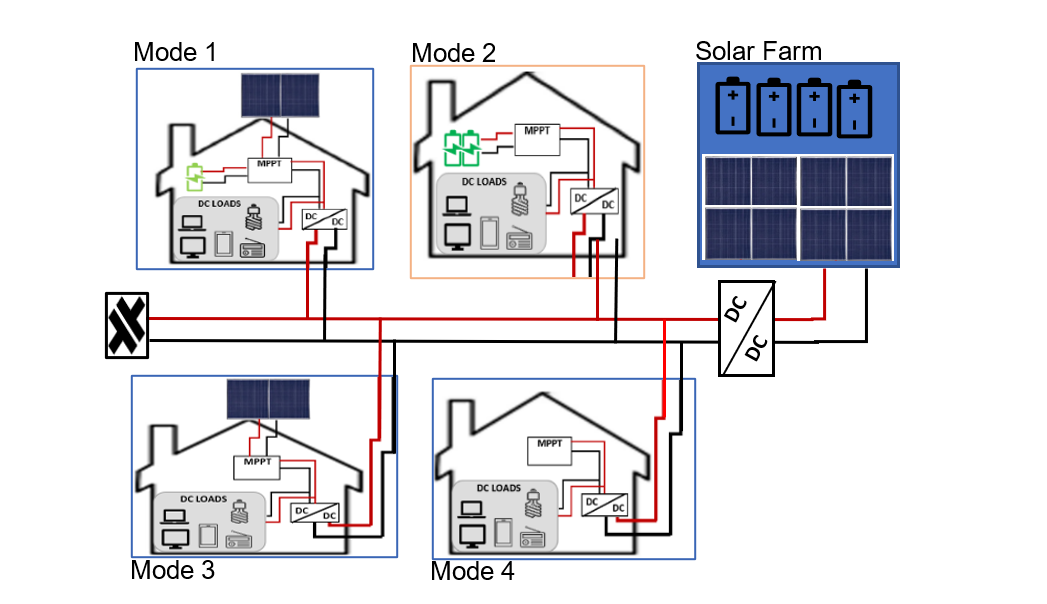 Mode 1
Mode 2
Solar Farm
MPPT
DC LOADS
DC
DC
MPPT
DC LOADS
DC
DC
+
+
+
+
DC
DC
MPPT
DC LOADS
DC
DC
MPPT
DC LOADS
DC
DC
Mode 3
Mode 4